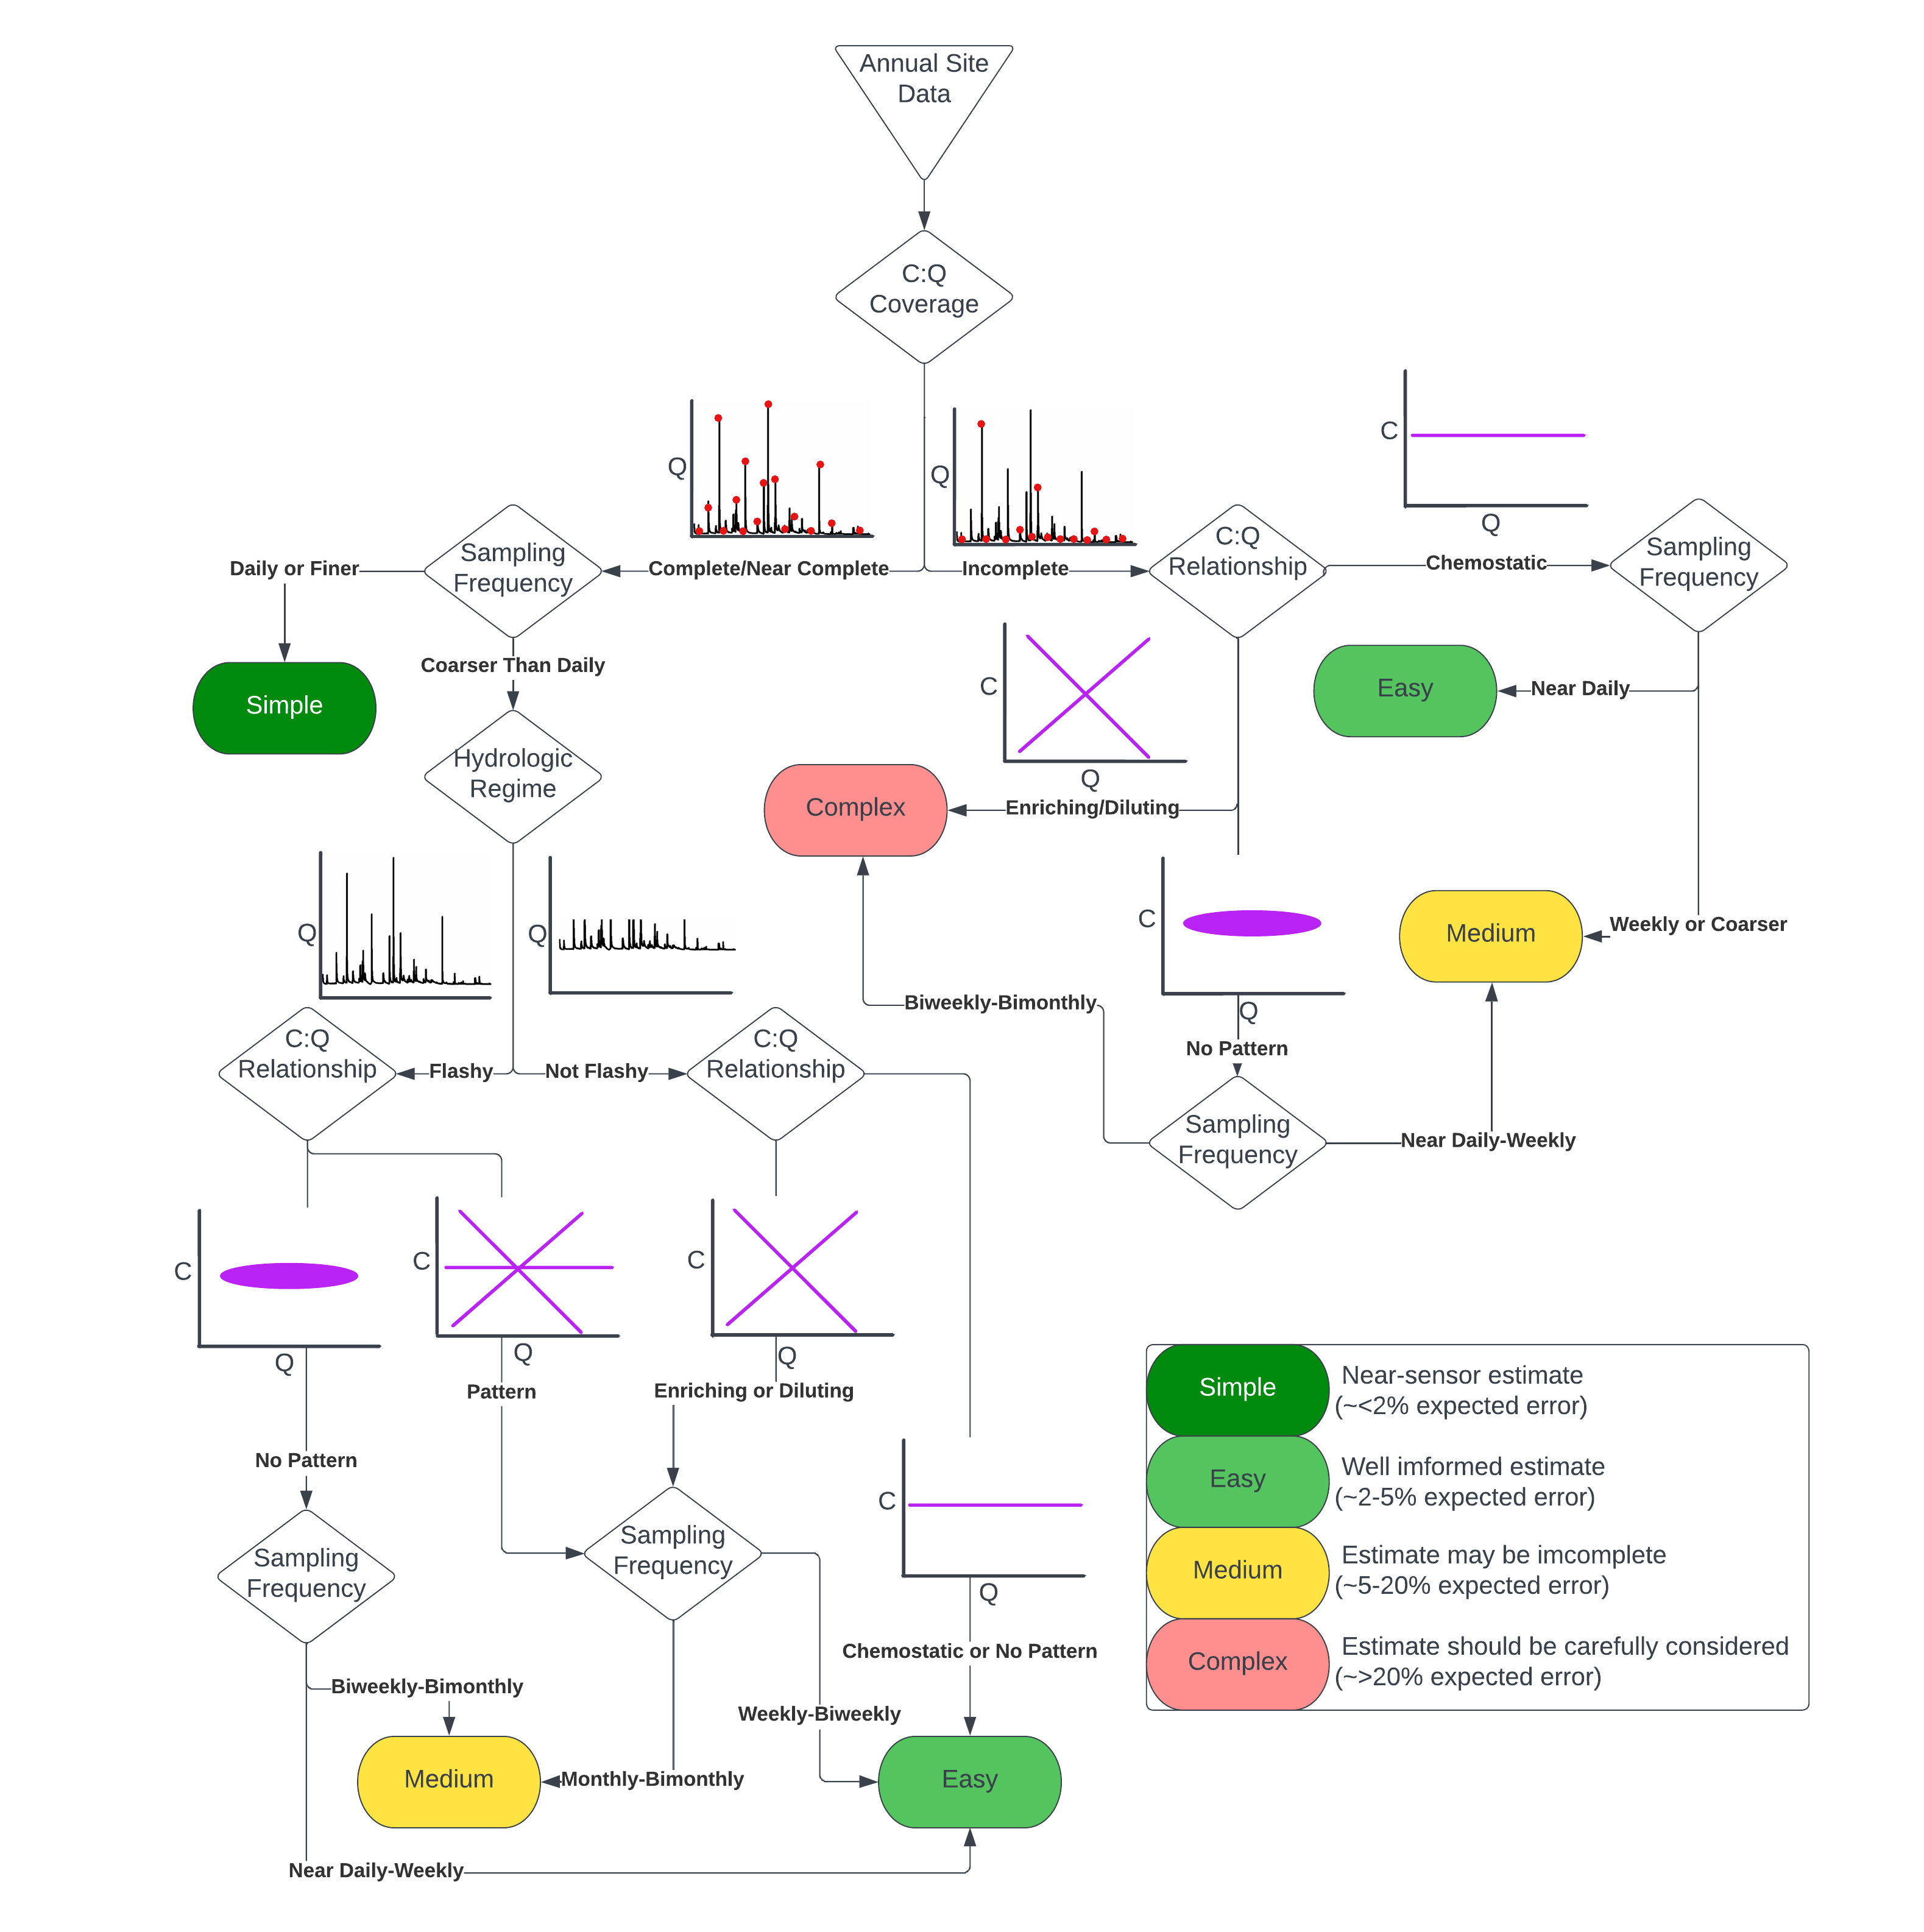 Annual Site
Data
C:Q
Coverage
Q
Q
C
Q
Complete/Near Complete
Incomplete
Sampling
Frequency
Daily or Finer
Simple
Coarser Than Daily
Hydrologic
Regime
C:Q
Relationship
Chemostatic
Sampling
Frequency
Near Daily
Easy
Weekly or Coarser
Medium
C
Q
Enriching/Diluting
Complex
C
Q
No Pattern
Sampling
Frequency
Biweekly-Bimonthly
Near Daily-Weekly
Q
Q
Flashy
Not Flashy
C:Q
Relationship
C:Q
Relationship
C
Q
No Pattern
C
Q
Pattern
C
Q
Enriching or Diluting
C
Q
Chemostatic or No Pattern
Sampling
Frequency
Sampling
Frequency
Biweekly-Bimonthly
Weekly-Biweekly
Medium
Monthly-Bimonthly
Easy
Near Daily-Weekly
Simple
Near-sensor estimate
(~<2% expected error)
Easy
Well imformed estimate
(~2-5% expected error)
Medium
Estimate may be imcomplete
(~5-20% expected error)
Complex
Estimate should be carefully considered
(~>20% expected error)